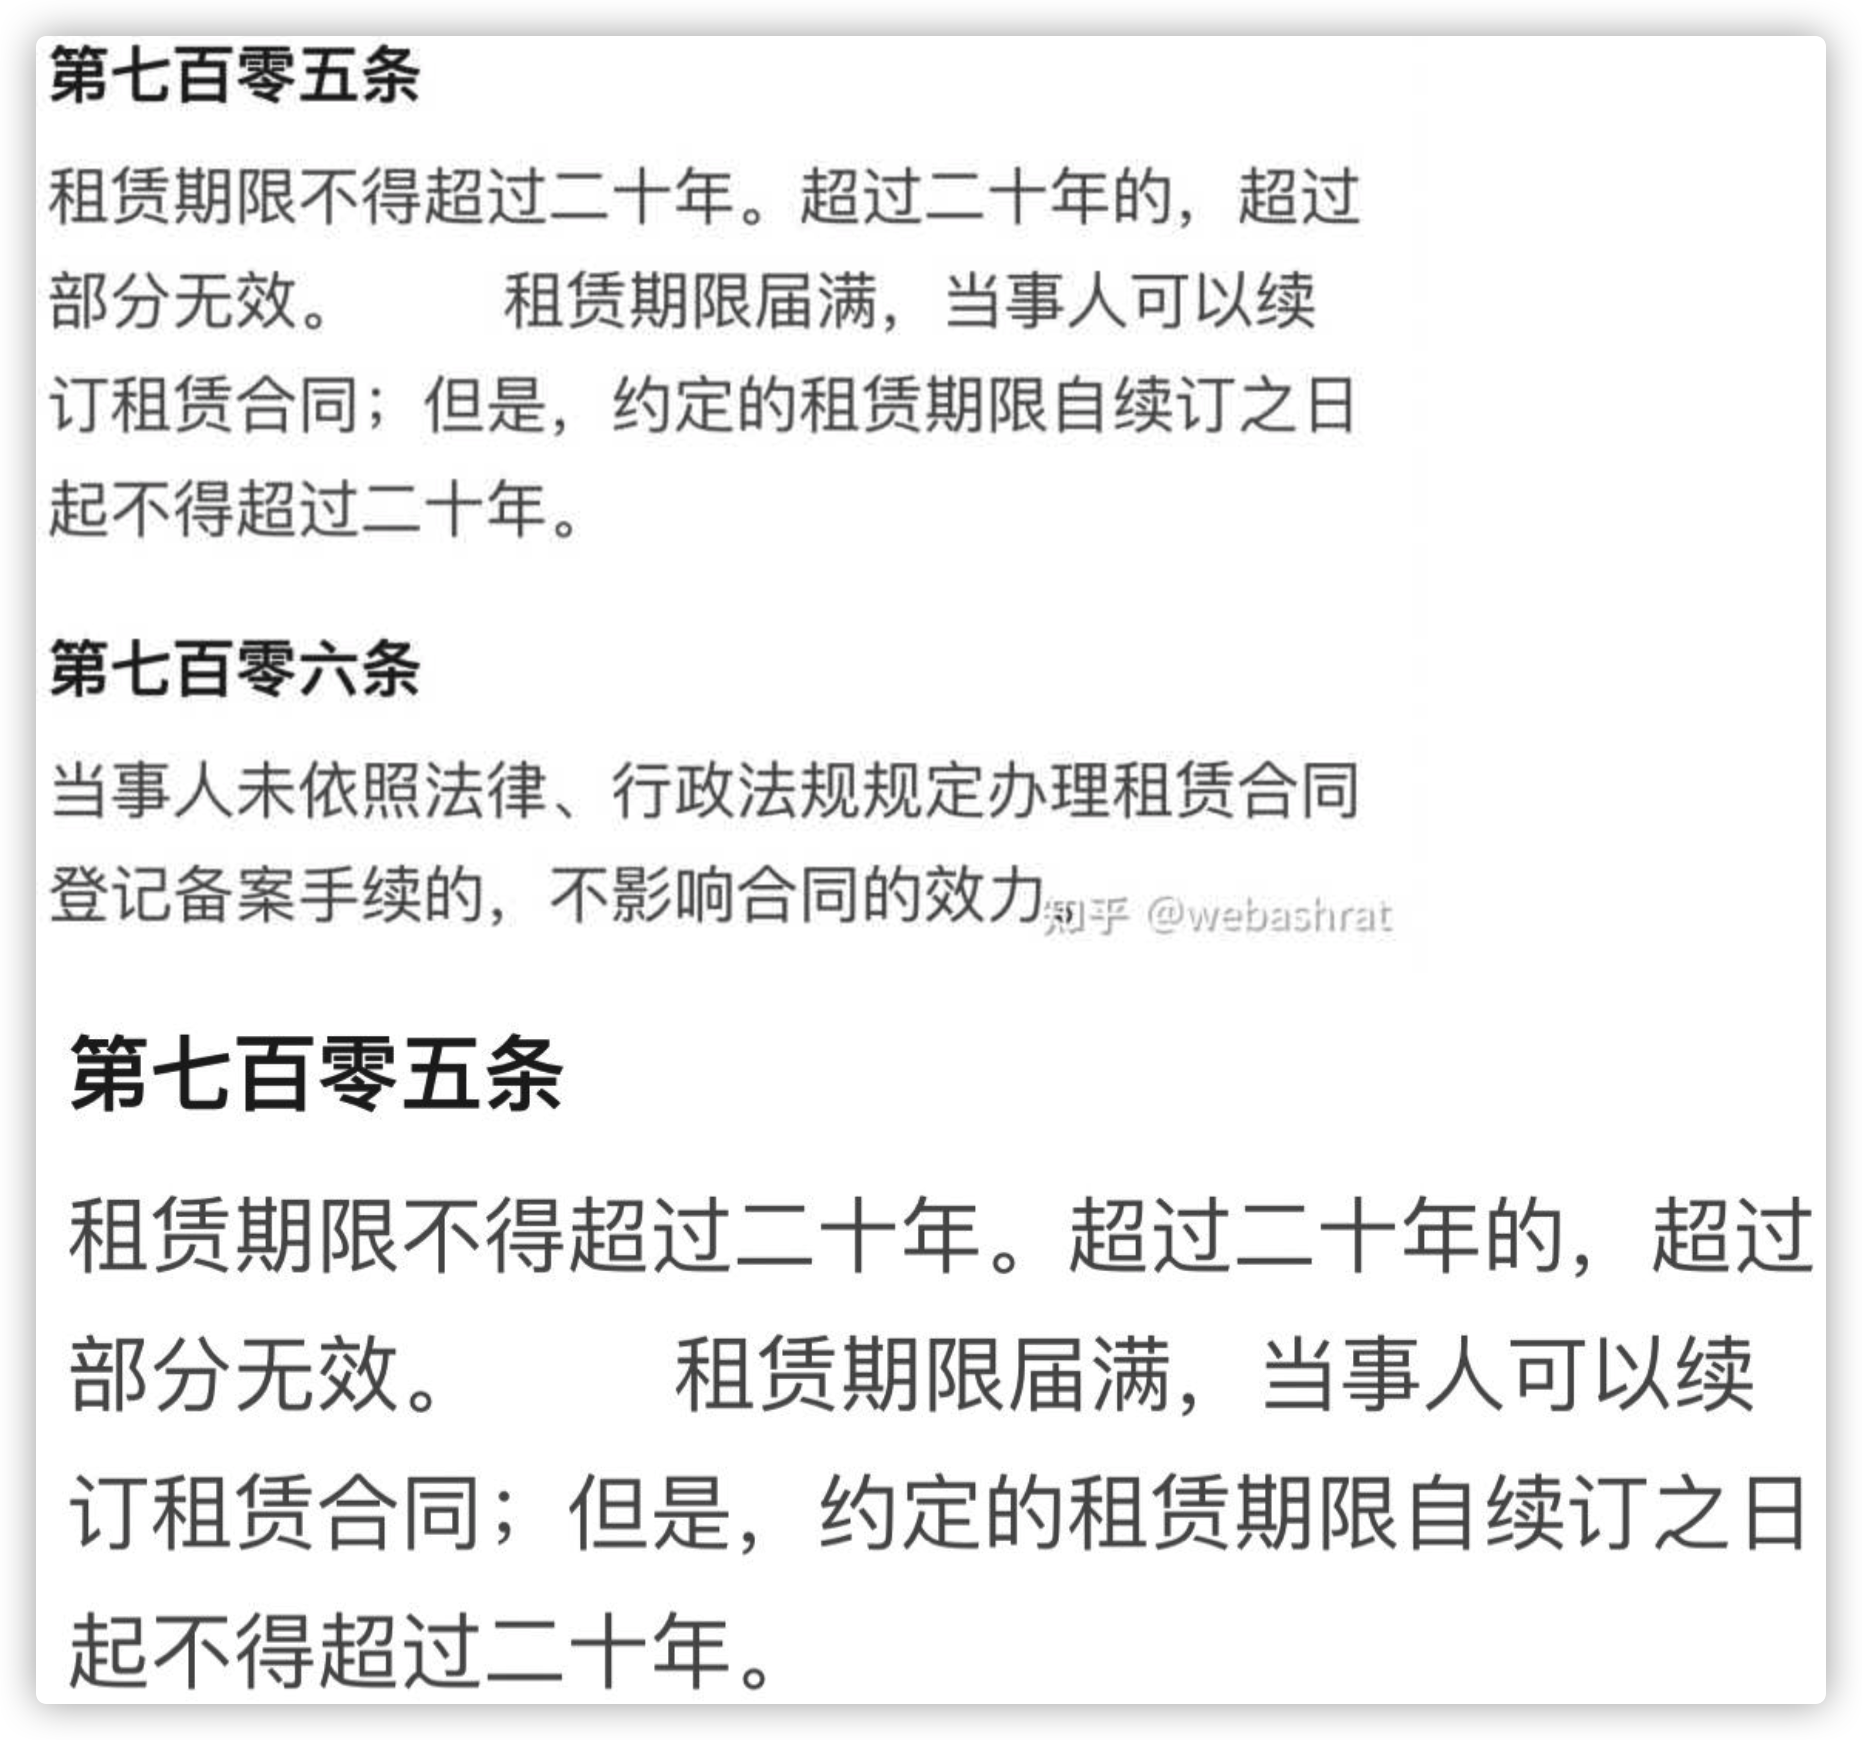 第七百零五条
租赁期限不得超过二十年。超过二十年的，超过
部分无效。　　租赁期限届满，当事人可以续
订租赁合同；但是，约定的租赁期限自续订之日
起不得超过二十年。
第七百零六条
当事人未依照法律、行政法规规定办理租赁合同
登记备案手续的，不影响合同的效力。
知乎 @webashrat
第七百零五条
租赁期限不得超过二十年。超过二十年的，超过
部分无效。　　租赁期限届满，当事人可以续
订租赁合同；但是，约定的租赁期限自续订之日
起不得超过二十年。